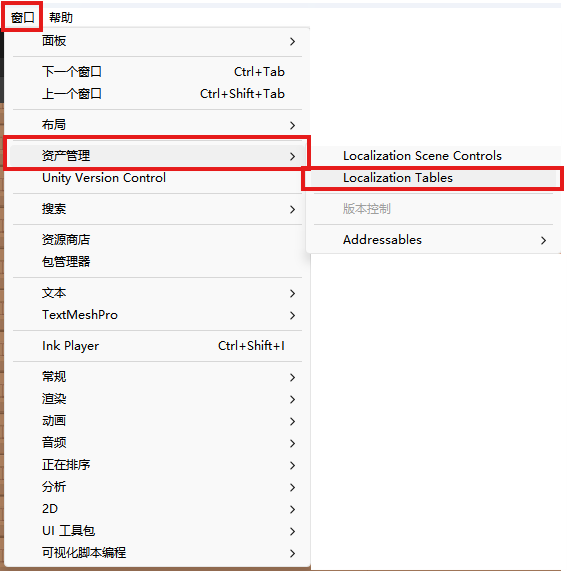 窗口 帮助
面板
下一个窗口 Ctrl+Tab
上一个窗口 Ctrl+Shift+Tab
布局
资产管理
Unity Version Control
搜索
资源商店
包管理器
文本
TextMeshPro
Ink Player Ctrl+Shift+I
常规
渲染
动画
音频
正在排序
分析
2D
UI 工具包
可视化脚本编程
Localization Scene Controls
Localization Tables
版本控制
Addressables